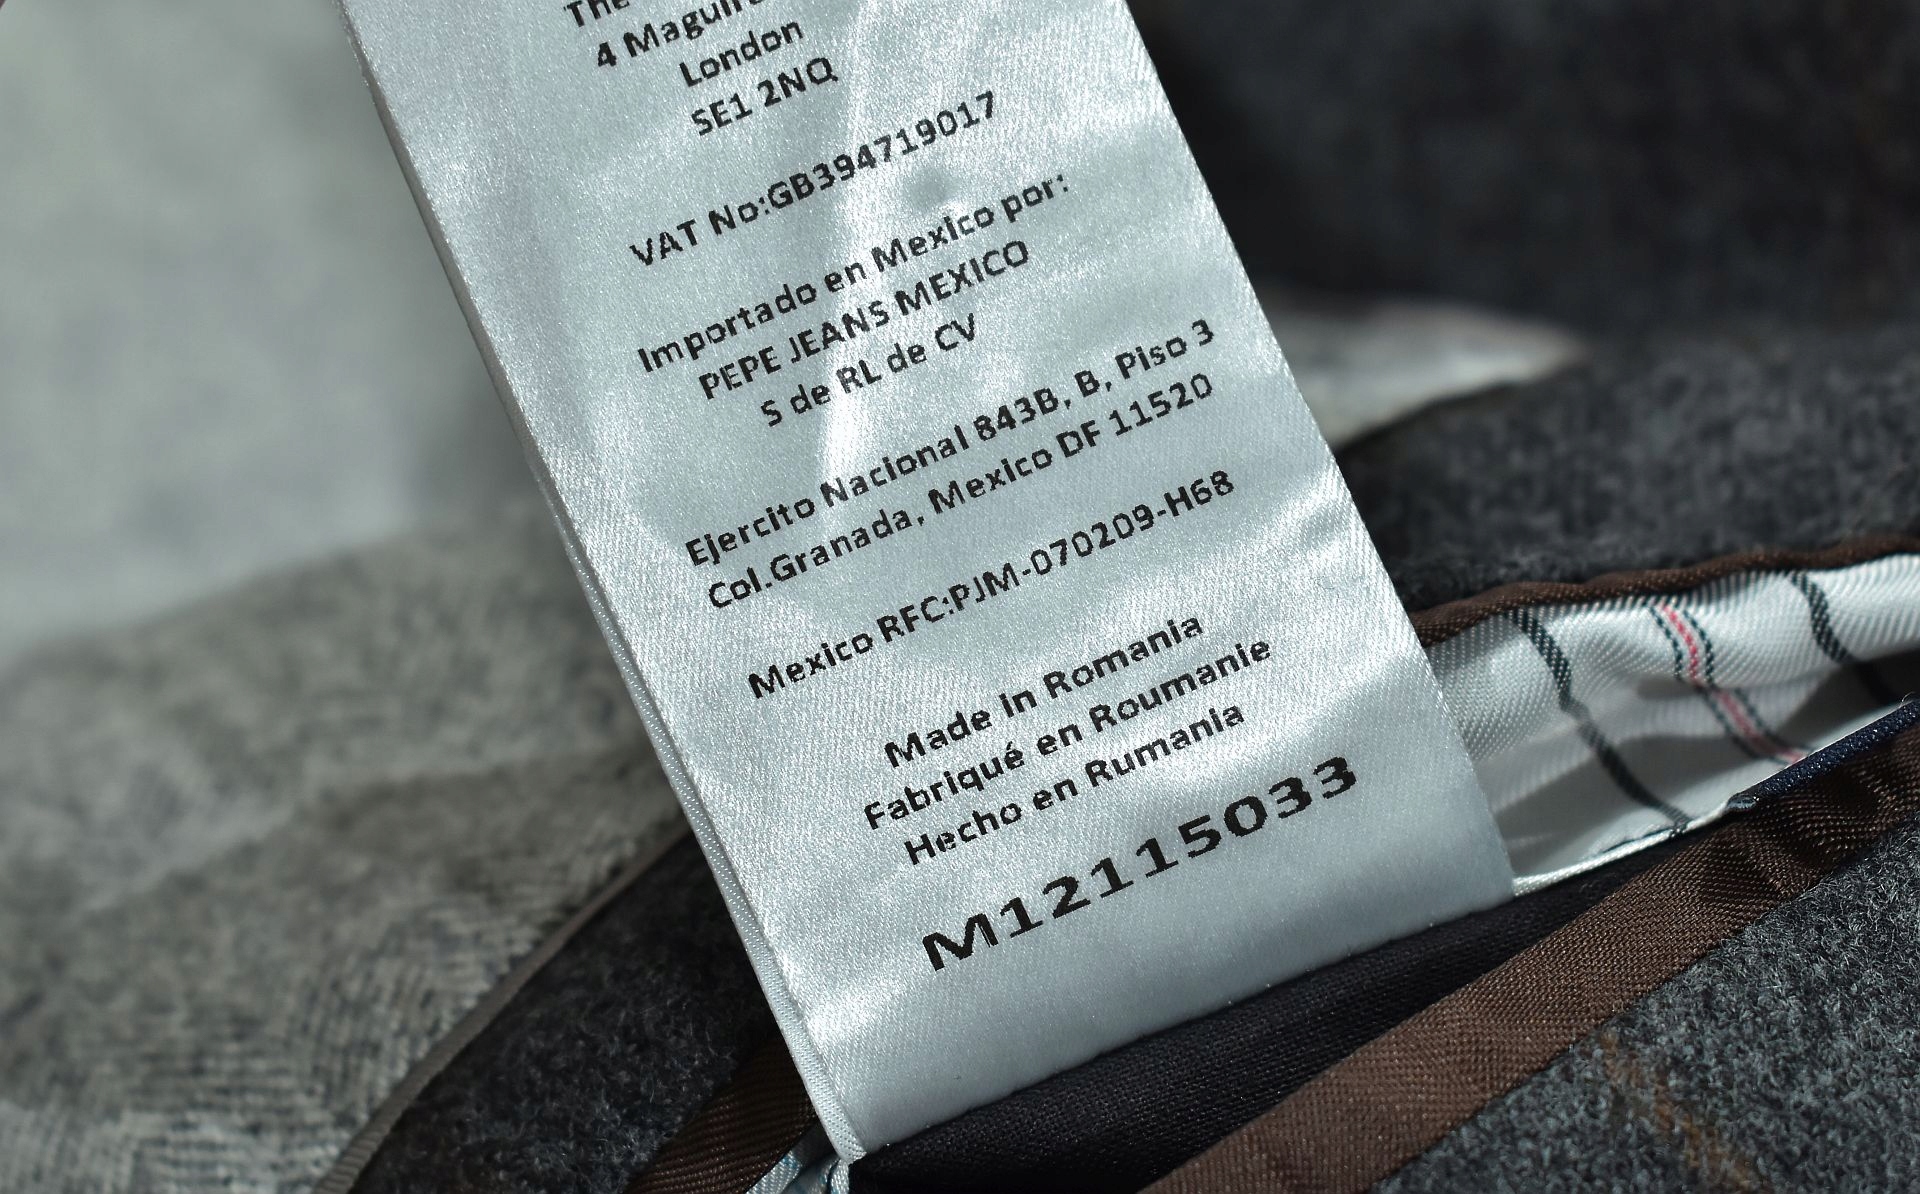 The
4 Maguire
London
SE1 2NQ
VAT No:GB394719017
Importado en Mexico por:
PEPE JEANS MEXICO
S de RL de CV
Ejercito Nacional 843B, B, Piso 3
Col.Granada, Mexico DF 11520
Mexico RFC:PJM-070209-H68
Made in Romania
Fabriqué en Roumanie
Hecho en Rumania
M12115033